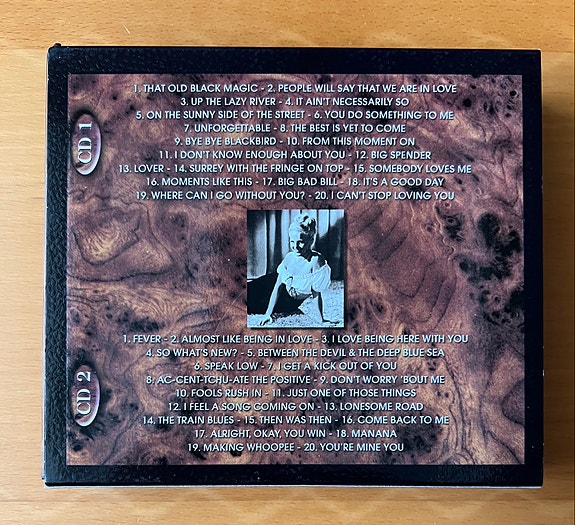 CD 1
1. THAT OLD BLACK MAGIC - 2. PEOPLE WILL SAY THAT WE ARE IN LOVE
3. UP THE LAZY RIVER - 4. IT AIN'T NECESSARILY SO
5. ON THE SUNNY SIDE OF THE STREET - 6. YOU DO SOMETHING TO ME
7. UNFORGETTABLE - 8. THE BEST IS YET TO COME
9. BYE BYE BLACKBIRD - 10. FROM THIS MOMENT ON
11. I DON'T KNOW ENOUGH ABOUT YOU - 12. BIG SPENDER
13. LOVER - 14. SURREY WITH THE FRINGE ON TOP - 15. SOMEBODY LOVES ME
16. MOMENTS LIKE THIS - 17. BIG BAD BILL - 18. IT'S A GOOD DAY
19. WHERE CAN I GO WITHOUT YOU? - 20. I CAN'T STOP LOVING YOU
CD 2
1. FEVER - 2. ALMOST LIKE BEING IN LOVE - 3. I LOVE BEING HERE WITH YOU
4. SO WHAT'S NEW? - 5. BETWEEN THE DEVIL & THE DEEP BLUE SEA
6. SPEAK LOW - 7. I GET A KICK OUT OF YOU
8. AC-CENT-TCHU-ATE THE POSITIVE - 9. DON'T WORRY 'BOUT ME
10. FOOLS RUSH IN - 11. JUST ONE OF THOSE THINGS
12. I FEEL A SONG COMING ON - 13. LONESOME ROAD
14. THE TRAIN BLUES - 15. THEN WAS THEN - 16. COME BACK TO ME
17. ALRIGHT, OKAY, YOU WIN - 18. MANANA
19. MAKING WHOOPEE - 20. YOU'RE MINE YOU